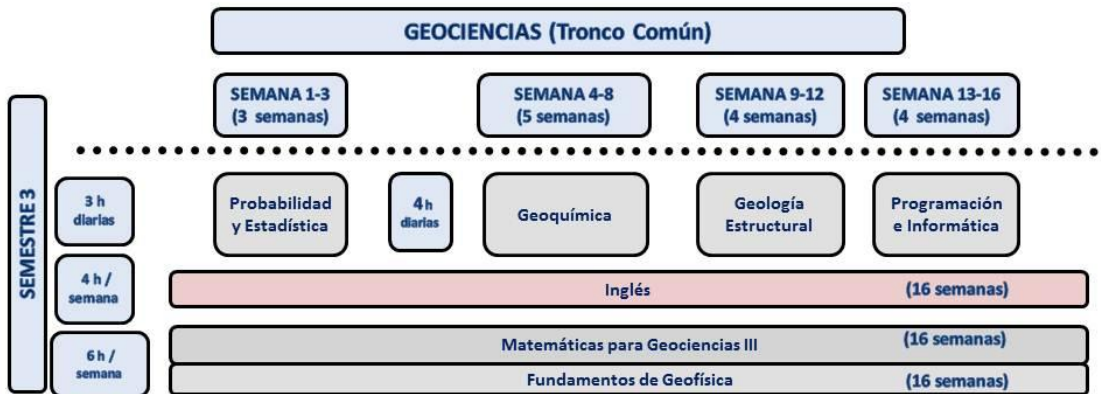 GEOCIENCIAS (Tronco Común)
SEMANA 1-3
(3 semanas)
SEMANA 4-8
(5 semanas)
SEMANA 9-12
(4 semanas)
SEMANA 13-16
(4 semanas)
SEMESTRE 3
3 h
diarias
Probabilidad
y Estadística
4 h
diarias
Geoquímica
Geología
Estructural
Programación
e Informática
4 h /
semana
Inglés (16 semanas)
6 h /
semana
Matemáticas para Geociencias III (16 semanas)
Fundamentos de Geofísica (16 semanas)